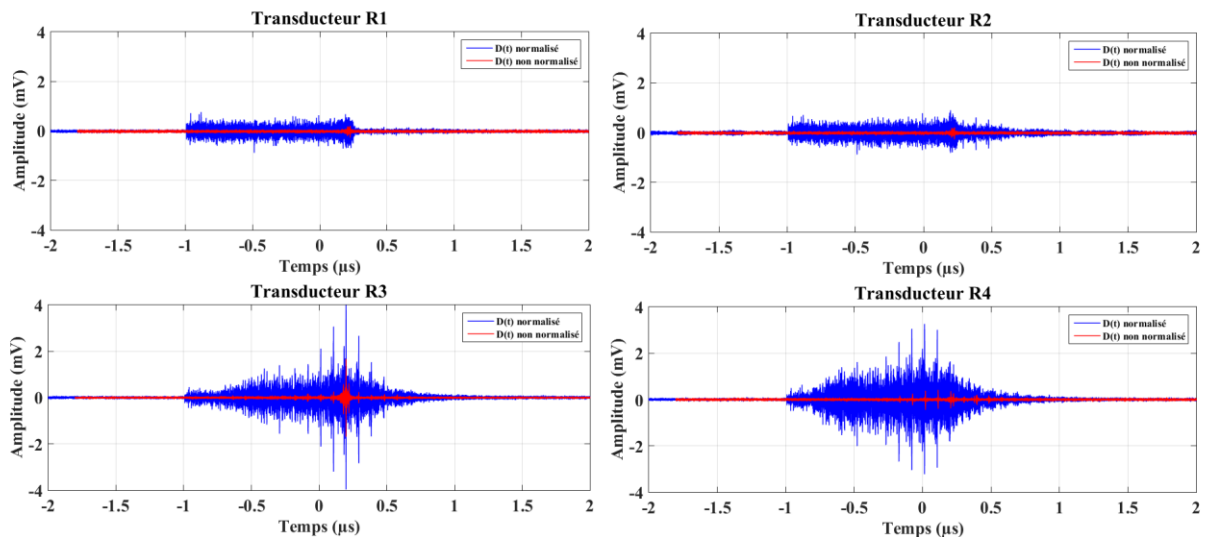 Transducteur R1
Amplitude (mV)
4
2
0
-2
-4
D(t) normalisé
D(t) non normalisé
-2 -1.5 -1 -0.5 0 0.5 1 1.5 2
Temps (µs)
Transducteur R2
Amplitude (mV)
4
2
0
-2
-4
D(t) normalisé
D(t) non normalisé
-2 -1.5 -1 -0.5 0 0.5 1 1.5 2
Temps (µs)
Transducteur R3
Amplitude (mV)
4
2
0
-2
-4
D(t) normalisé
D(t) non normalisé
-2 -1.5 -1 -0.5 0 0.5 1 1.5 2
Temps (µs)
Transducteur R4
Amplitude (mV)
4
2
0
-2
-4
D(t) normalisé
D(t) non normalisé
-2 -1.5 -1 -0.5 0 0.5 1 1.5 2
Temps (µs)